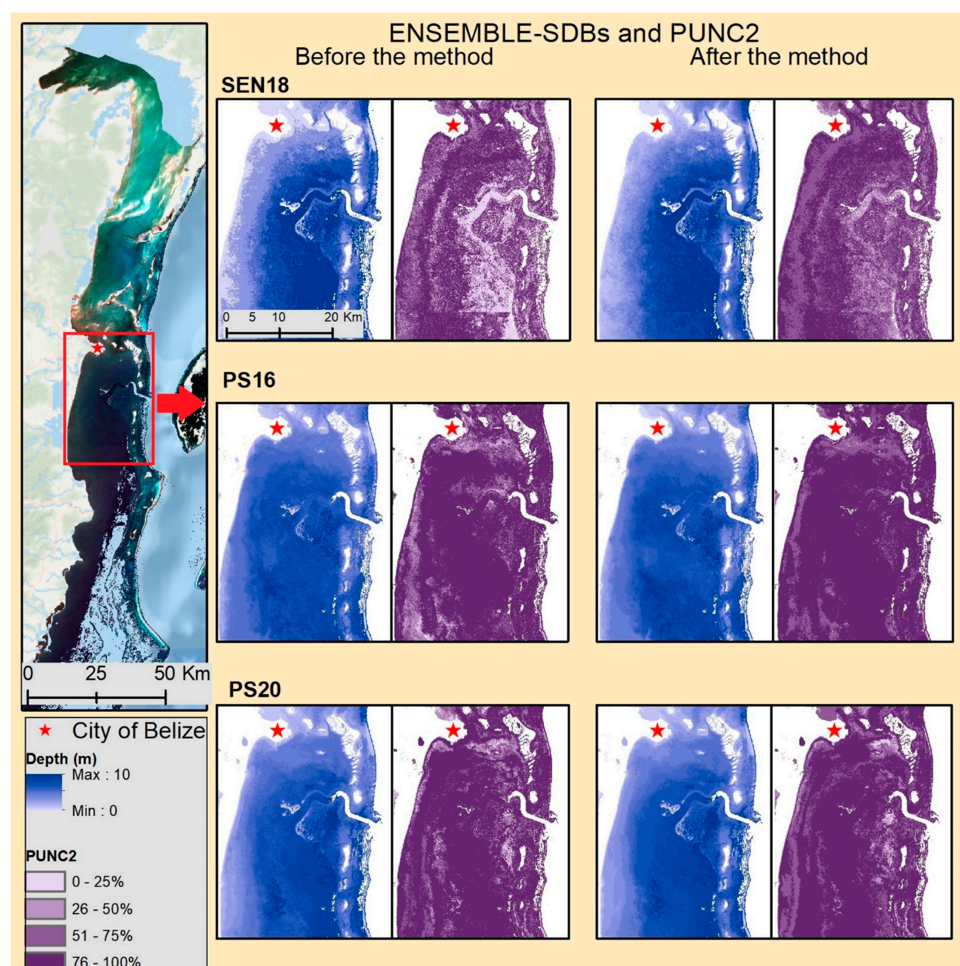 ENSEMBLE-SDBs and PUNC2
Before the method
After the method
SEN18
0 5 10 20 Km
PS16
PS20
0 25 50 Km
City of Belize
Depth (m)
Max : 10
Min : 0
PUNC2
0 - 25%
26 - 50%
51 - 75%
76 - 100%